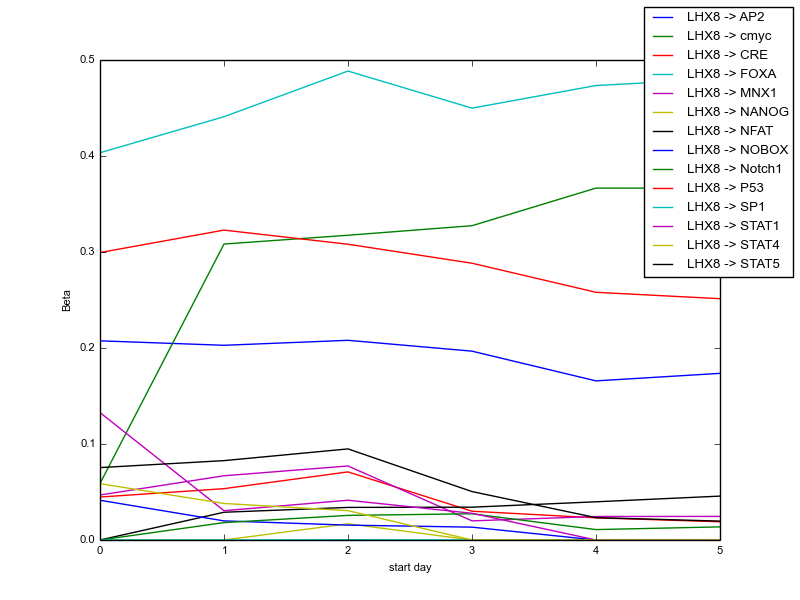 LHX8 -> AP2
LHX8 -> cmyc
LHX8 -> CRE
LHX8 -> FOXA
LHX8 -> MNX1
LHX8 -> NANOG
LHX8 -> NFAT
LHX8 -> NOBOX
LHX8 -> Notch1
LHX8 -> P53
LHX8 -> SP1
LHX8 -> STAT1
LHX8 -> STAT4
LHX8 -> STAT5
0.5
0.4
0.3
0.2
0.1
0.0
Beta
0 1 2 3 4 5
start day